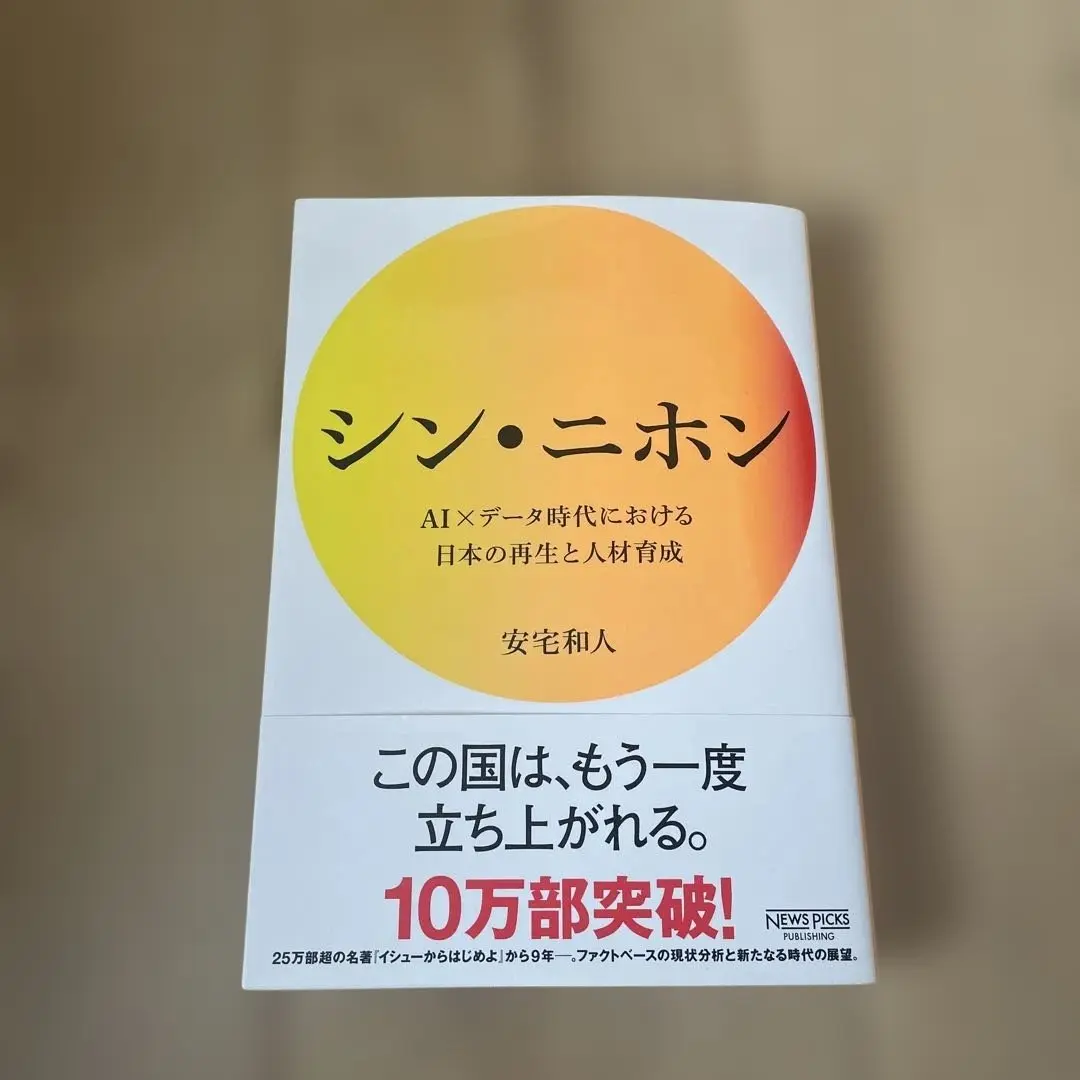 シン・ニホン
AI×データ時代における
日本の再生と人材育成
安宅和人
この国は、もう一度
立ち上がれる。
10万部突破!
NEWS PICKS
PUBLISHING
25万部超の名著『イシューからはじめよ』から9年―。ファクトベースの現状分析と新たなる時代の展望。